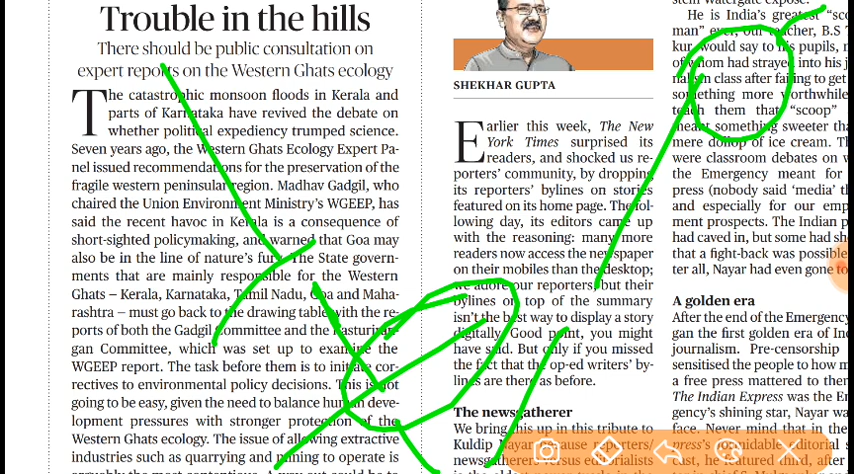 Trouble in the hills
There should be public consultation on
expert reports on the Western Ghats ecology
The catastrophic monsoon floods in Kerala and
parts of Karnataka have revived the debate on
whether political expediency trumped science.
Seven years ago, the Western Ghats Ecology Expert Pa-
nel issued recommendations for the preservation of the
fragile western peninsular region. Madhav Gadgil, who
chaired the Union Environment Ministry's WGEEP, has
said the recent havoc in Kerala is a consequence of
short-sighted policymaking, and warned that Goa may
also be in the line of nature's fury. The State govern-
ments that are mainly responsible for the Western
Ghats – Kerala, Karnataka, Tamil Nadu, Goa and Maha-
rashtra – must go back to the drawing table with the re-
ports of both the Gadgil Committee and the Kasturiran-
gan Committee, which was set up to examine the
WGEEP report. The task before them is to initiate cor-
rectives to environmental policy decisions. This is not
going to be easy, given the need to balance human deve-
lopment pressures with stronger protection of the
Western Ghats ecology. The issue of allowing extractive
industries such as quarrying and mining to operate is
SHEKHAR GUPTA
Earlier this week, The New
York Times surprised its
readers, and shocked us re-
porters' community, by dropping
its reporters' bylines on stories
featured on its home page. The fol-
lowing day, its editors came up
with the reasoning: many more
readers now access the newspaper
on their mobiles than the desktop;
we adore our reporters, but their
bylines on top of the summary
isn't the best way to display a story
digitally. Good point, you might
have said. But only if you missed
the fact that the op-ed writers' by-
lines are there as before.
The newsgatherer
We bring this up in this tribute to
Kuldip Nayar because reporters/
newsgatherers versus editorialists
He is India's greatest "sco
man" ever, our teacher, B.S
kur would say to his pupils, m
of whom had strayed into his j
nalism class after failing to get
something more worthwhile
teach them that "scoop"
meant something sweeter tha
mere dollop of ice cream. T
were classroom debates on w
the Emergency meant for
press (nobody said 'media' t
and especially for our emp
ment prospects. The Indian p
had caved in, but some had sh
that a fight-back was possible
ter all, Nayar had even gone to
A golden era
After the end of the Emergency
gan the first golden era of Ind
journalism. Pre-censorship
sensitised the people to how m
a free press mattered to ther
The Indian Express was the En
gency's shining star, Nayar wa
face. Never mind that in the
press's formidable editorial s
cast, he featured and, after